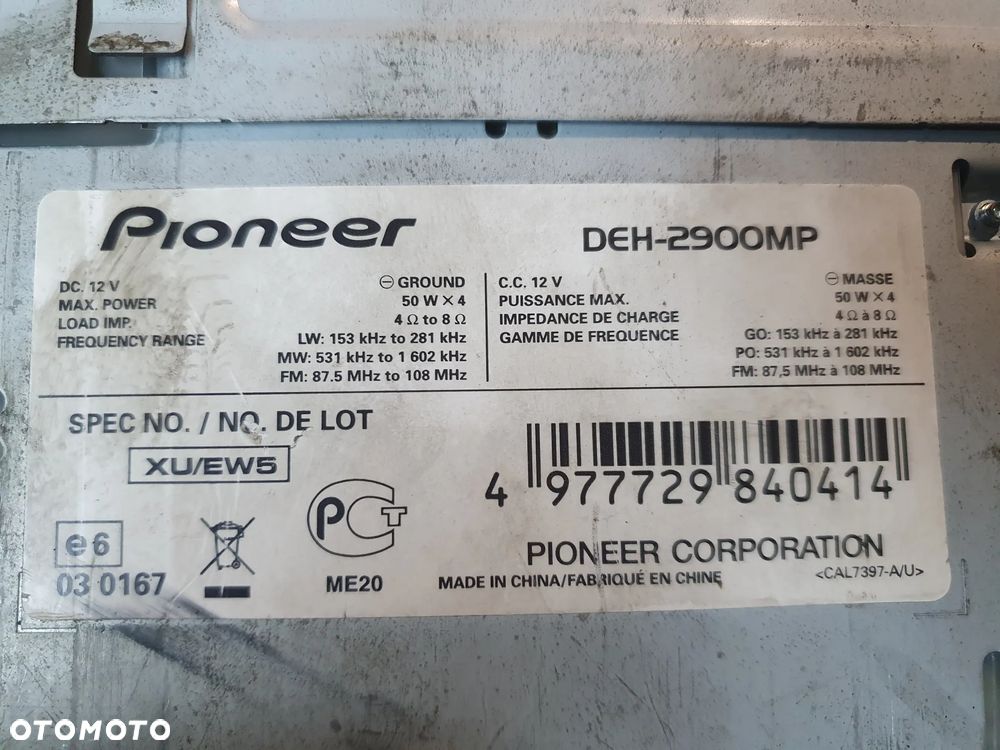 Pioneer
DEH-2900MP
DC. 12 V ⊖ GROUND
MAX. POWER 50 W × 4
LOAD IMP. 4 Ω to 8 Ω
FREQUENCY RANGE LW: 153 kHz to 281 kHz
MW: 531 kHz to 1 602 kHz
FM: 87.5 MHz to 108 MHz
C.C. 12 V ⊖ MASSE
PUISSANCE MAX. 50 W × 4
IMPEDANCE DE CHARGE 4 Ω à 8 Ω
GAMME DE FREQUENCE GO: 153 kHz à 281 kHz
PO: 531 kHz à 1 602 kHz
FM: 87,5 MHz à 108 MHz
SPEC NO. / NO. DE LOT
XU/EW5
4 977729 840414
e6
03 0167
PCT
ME20
PIONEER CORPORATION
MADE IN CHINA/FABRIQUÉ EN CHINE
<CAL7397-A/U>
OTOMOTO